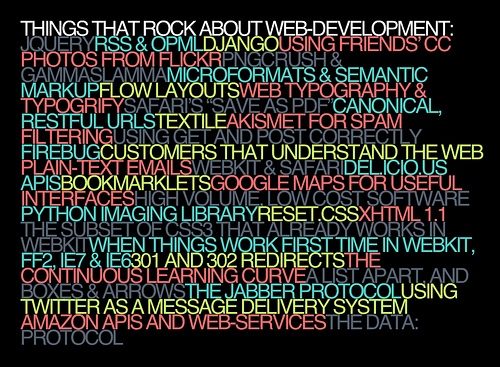 THINGS THAT ROCK ABOUT WEB-DEVELOPMENT:
JQUERYRSS & OPMLDJANGOUSING FRIENDS' CC
PHOTOS FROM FLICKRPNGCRUSH &
GAMMASLAMMAMICROFORMATS & SEMANTIC
MARKUPFLOW LAYOUTSWEB TYPOGRAPHY &
TYPOGRIFYSAFARI'S "SAVE AS PDF"CANONICAL,
RESTFUL URLSTEXTILEAKISMET FOR SPAM
FILTERINGUSING GET AND POST CORRECTLY
FIREBUGCUSTOMERS THAT UNDERSTAND THE WEB
PLAIN-TEXT EMAILSWEBKIT & SAFARIDEL.ICIO.US
APISBOOKMARKLETSGOOGLE MAPS FOR USEFUL
INTERFACESHIGH VOLUME, LOW COST SOFTWARE
PYTHON IMAGING LIBRARYRESET.CSSXHTML 1.1
THE SUBSET OF CSS3 THAT ALREADY WORKS IN
WEBKITWHEN THINGS WORK FIRST TIME IN WEBKIT,
FF2, IE7 & IE6301 AND 302 REDIRECTSTHE
CONTINUOUS LEARNING CURVEA LIST APART, AND
BOXES & ARROWSTHE JABBER PROTOCOLUSING
TWITTER AS A MESSAGE DELIVERY SYSTEM
AMAZON APIS AND WEB-SERVICESTHE DATA:
PROTOCOL